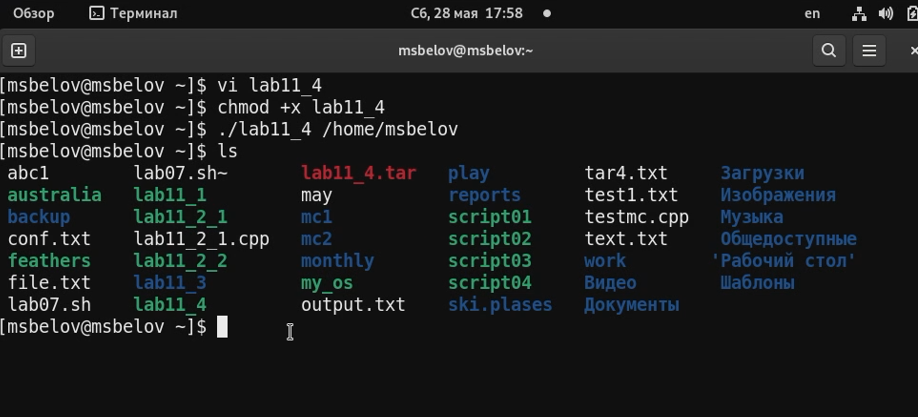 Обзор Терминал Сб, 28 мая 17:58 en
msbelov@msbelov:~
[msbelov@msbelov ~]$ vi lab11_4
[msbelov@msbelov ~]$ chmod +x lab11_4
[msbelov@msbelov ~]$ ./lab11_4 /home/msbelov
[msbelov@msbelov ~]$ ls
abc1 lab07.sh~ lab11_4.tar play tar4.txt Загрузки
australia lab11_1 may reports test1.txt Изображения
backup lab11_2_1 mc1 script01 testmc.cpp Музыка
conf.txt lab11_2_1.cpp mc2 script02 text.txt Общедоступные
feathers lab11_2_2 monthly script03 work 'Рабочий стол'
file.txt lab11_3 my_os script04 Видео Шаблоны
lab07.sh lab11_4 output.txt ski.plases Документы
[msbelov@msbelov ~]$